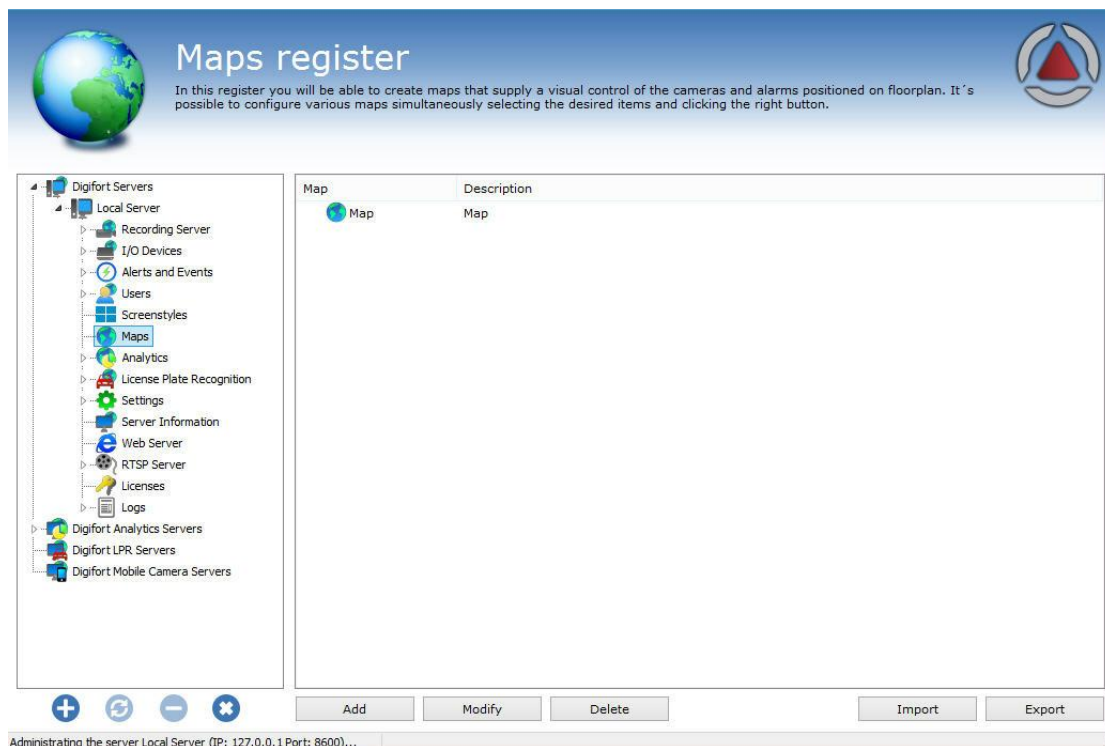 Maps register
In this register you will be able to create maps that supply a visual control of the cameras and alarms positioned on floorplan. It´s
possible to configure various maps simultaneously selecting the desired items and clicking the right button.
Digifort Servers
Local Server
Recording Server
I/O Devices
Alerts and Events
Users
Screenstyles
Maps
Analytics
License Plate Recognition
Settings
Server Information
Web Server
RTSP Server
Licenses
Logs
Digifort Analytics Servers
Digifort LPR Servers
Digifort Mobile Camera Servers
Map Description
Map Map
Add Modify Delete Import Export
Administrating the server Local Server (IP: 127.0.0.1 Port: 8600)...